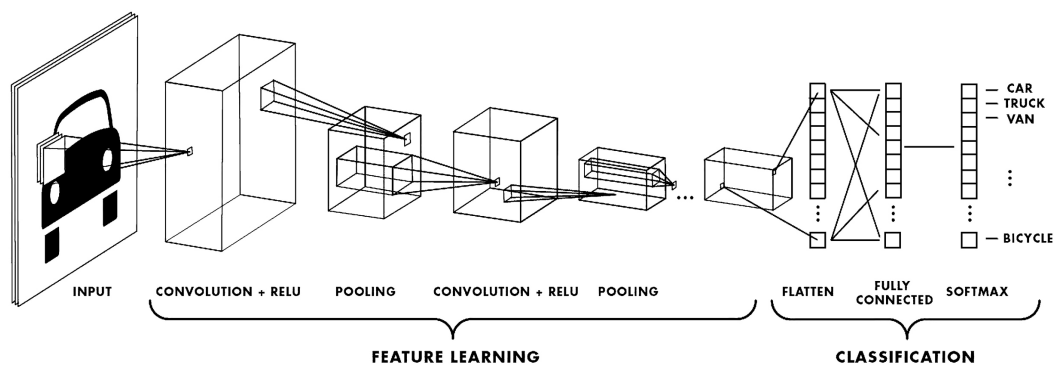 CAR
TRUCK
VAN
BICYCLE
INPUT
CONVOLUTION + RELU
POOLING
CONVOLUTION + RELU
POOLING
FLATTEN
FULLY
CONNECTED
SOFTMAX
FEATURE LEARNING
CLASSIFICATION